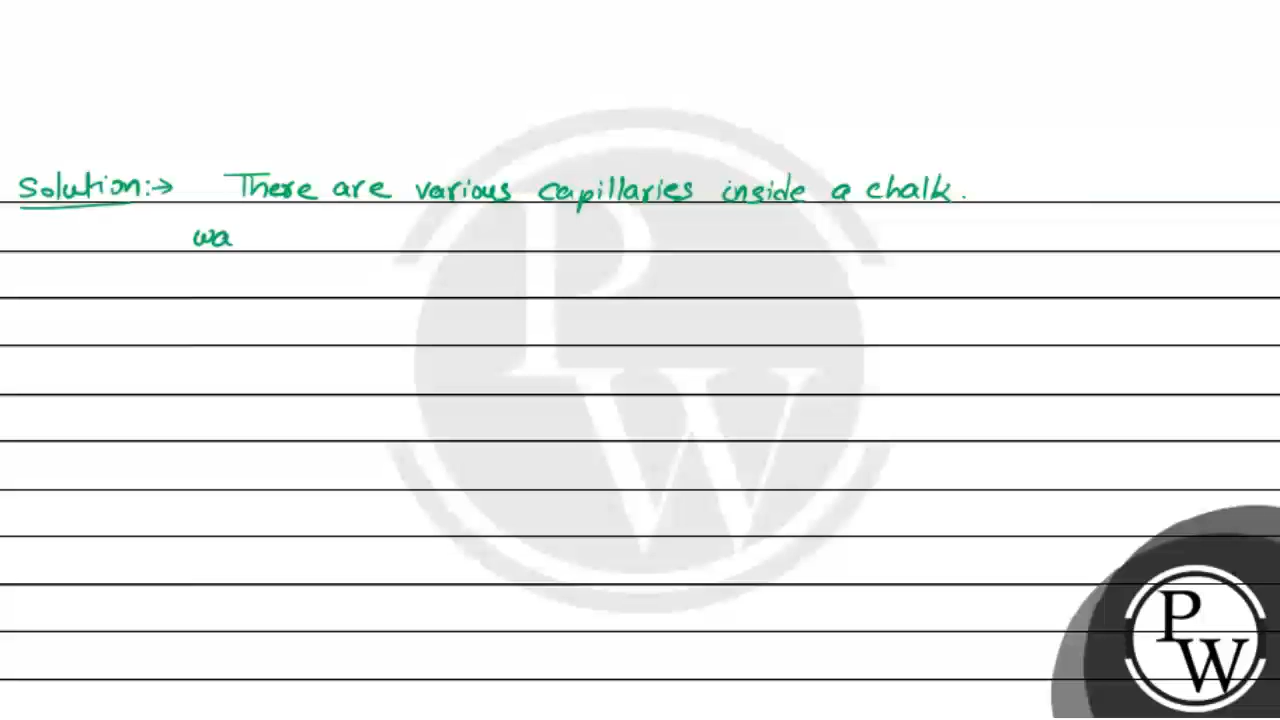 Solution:→ There are various capillaries inside a chalk.
wa
P
W
P
W